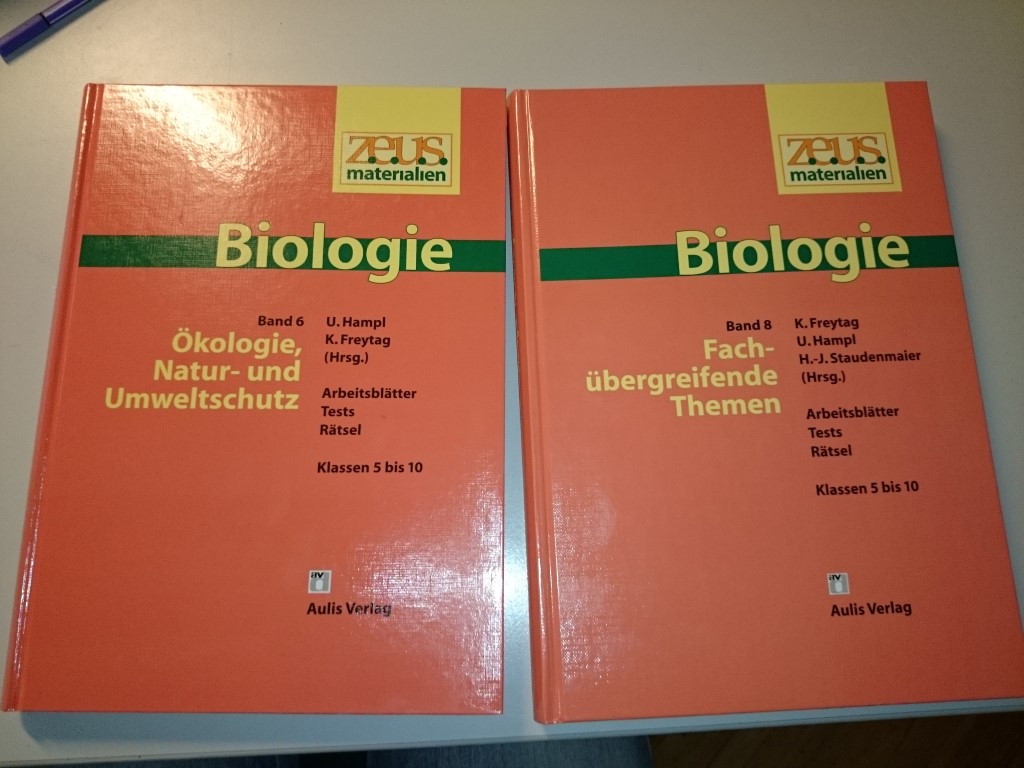 z.e.u.s.
materialien
Biologie
Band 6
Ökologie,
Natur- und
Umweltschutz
U. Hampl
K. Freytag
(Hrsg.)
Arbeitsblätter
Tests
Rätsel
Klassen 5 bis 10
av
Aulis Verlag
z.e.u.s.
materialien
Biologie
Band 8
Fach-
übergreifende
Themen
K. Freytag
U. Hampl
H.-J. Staudenmaier
(Hrsg.)
Arbeitsblätter
Tests
Rätsel
Klassen 5 bis 10
av
Aulis Verlag